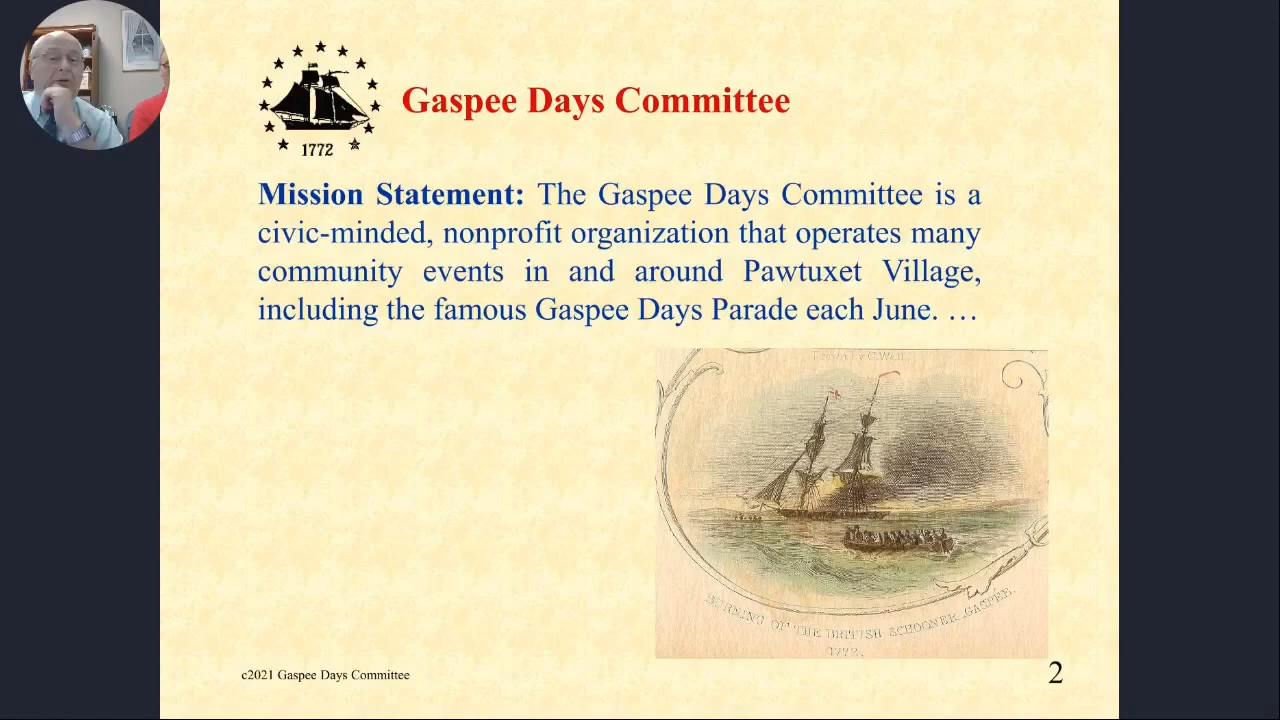 Gaspee Days Committee
1772
Mission Statement: The Gaspee Days Committee is a
civic-minded, nonprofit organization that operates many
community events in and around Pawtuxet Village,
including the famous Gaspee Days Parade each June. …
BURNING OF THE BRITISH SCHOONER GASPÉE.
1772.
c2021 Gaspee Days Committee
2